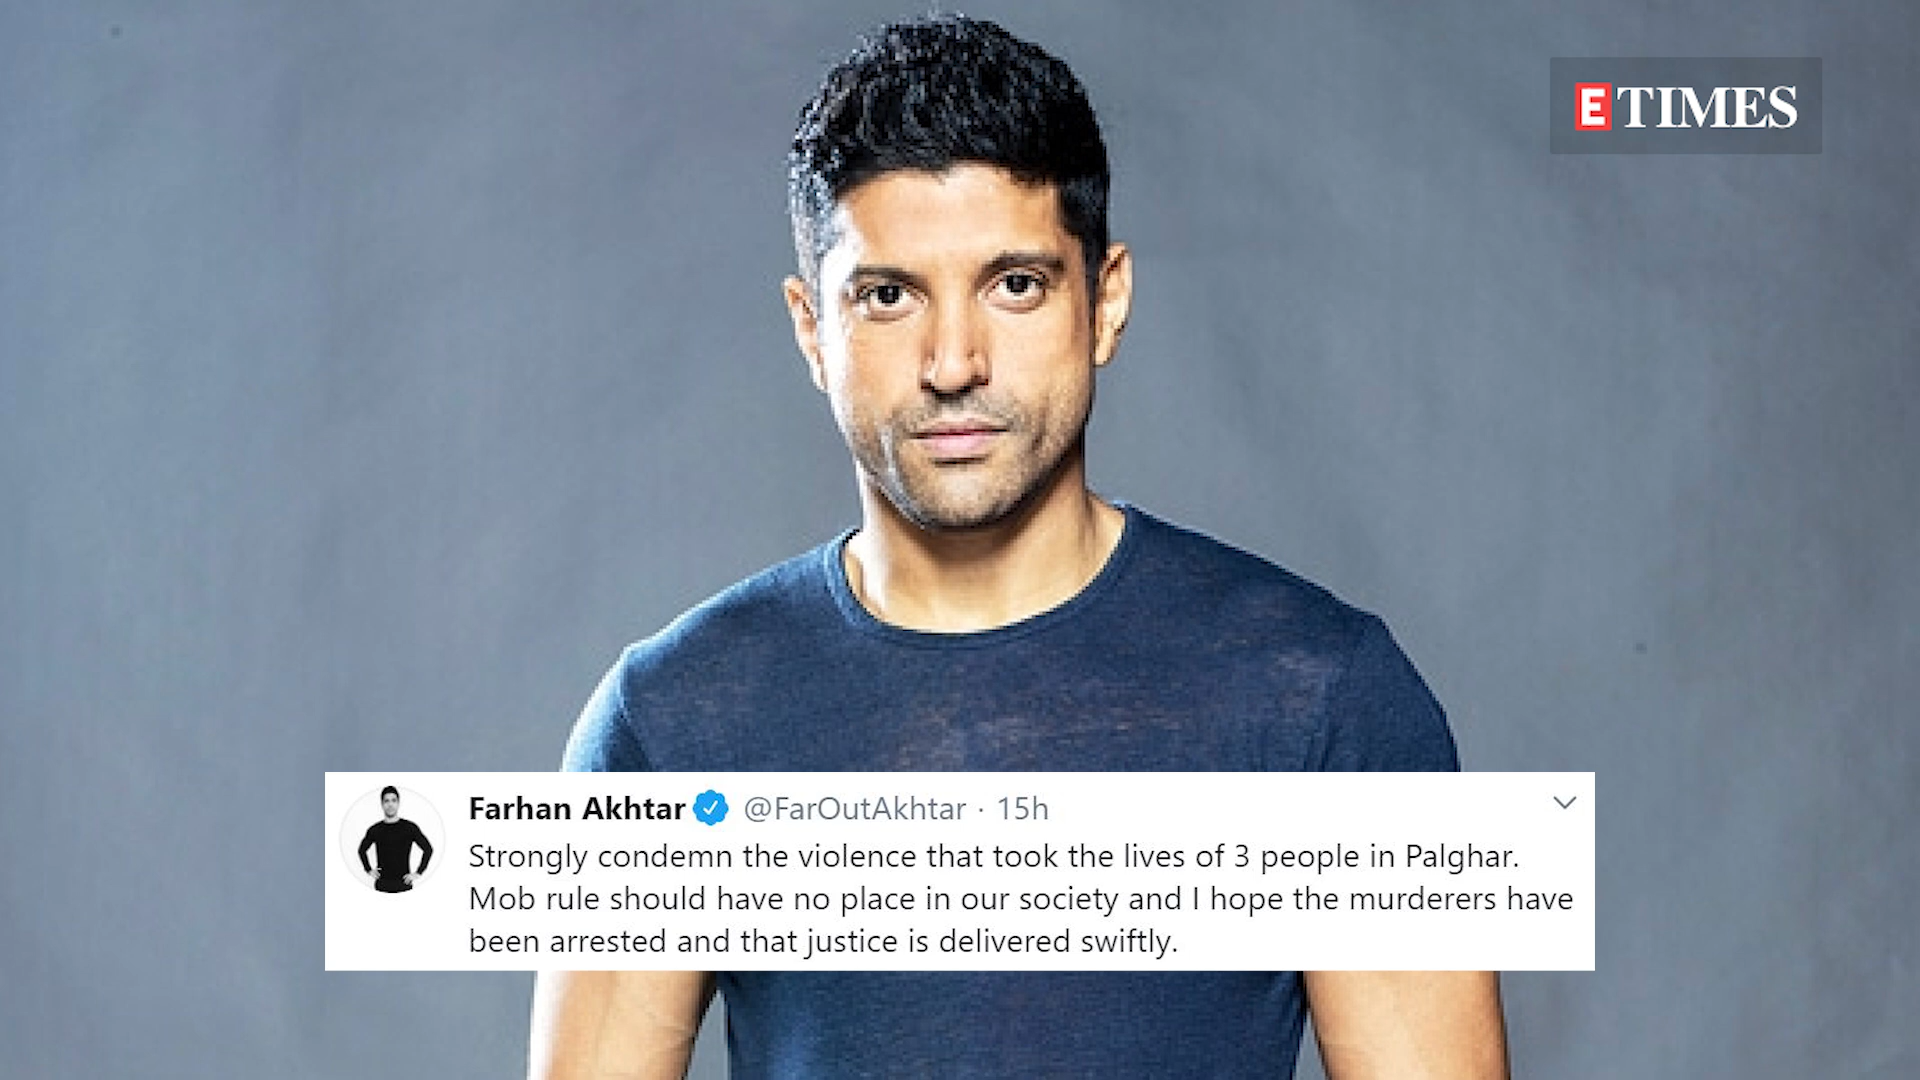 E TIMES
Farhan Akhtar @FarOutAkhtar · 15h
Strongly condemn the violence that took the lives of 3 people in Palghar.
Mob rule should have no place in our society and I hope the murderers have
been arrested and that justice is delivered swiftly.